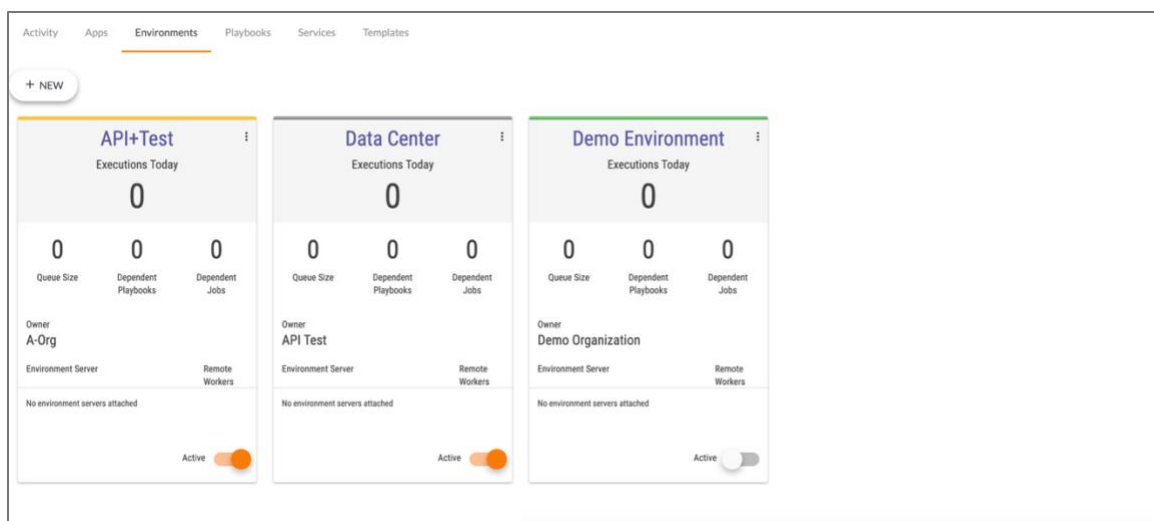 Activity Apps Environments Playbooks Services Templates
+ NEW
API+Test
Executions Today
0
0 0 0
Queue Size Dependent Dependent
Playbooks Jobs
Owner
A-Org
Environment Server Remote
Workers
No environment servers attached
Active
Data Center
Executions Today
0
0 0 0
Queue Size Dependent Dependent
Playbooks Jobs
Owner
API Test
Environment Server Remote
Workers
No environment servers attached
Active
Demo Environment
Executions Today
0
0 0 0
Queue Size Dependent Dependent
Playbooks Jobs
Owner
Demo Organization
Environment Server Remote
Workers
No environment servers attached
Active